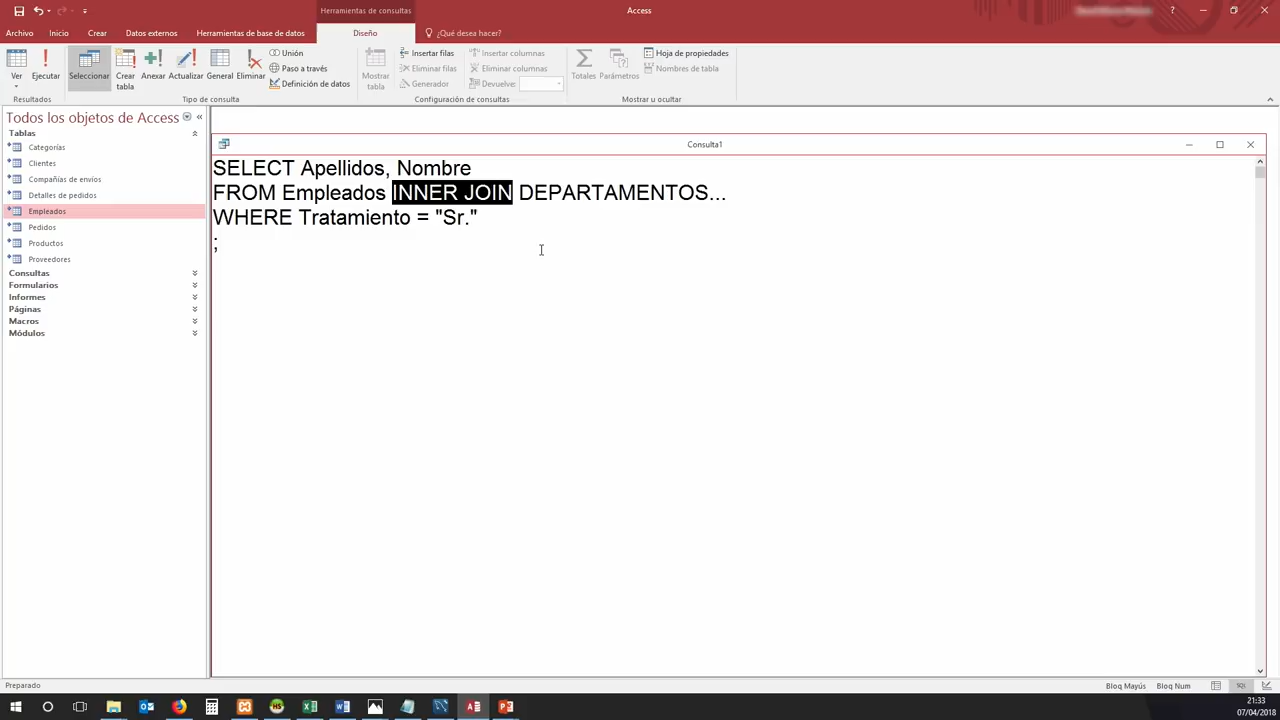 Herramientas de consultas
Access
Archivo Inicio Crear Datos externos Herramientas de base de datos Diseño ¿Qué desea hacer?
Ver
Ejecutar
Resultados
Seleccionar
Crear tabla
Anexar
Actualizar
General
Eliminar
Unión
Paso a través
Definición de datos
Tipo de consulta
Mostrar tabla
Insertar filas
Eliminar filas
Generador
Insertar columnas
Eliminar columnas
Devuelve:
Configuración de consultas
Totales
Parámetros
Hoja de propiedades
Nombres de tabla
Mostrar u ocultar
Todos los objetos de Access
Tablas
Categorías
Clientes
Compañías de envíos
Detalles de pedidos
Empleados
Pedidos
Productos
Proveedores
Consultas
Formularios
Informes
Páginas
Macros
Módulos
Consulta1
SELECT Apellidos, Nombre
FROM Empleados INNER JOIN DEPARTAMENTOS...
WHERE Tratamiento = "Sr."
;
Preparado
Bloq Mayús Bloq Num SQL
21:33
07/04/2018